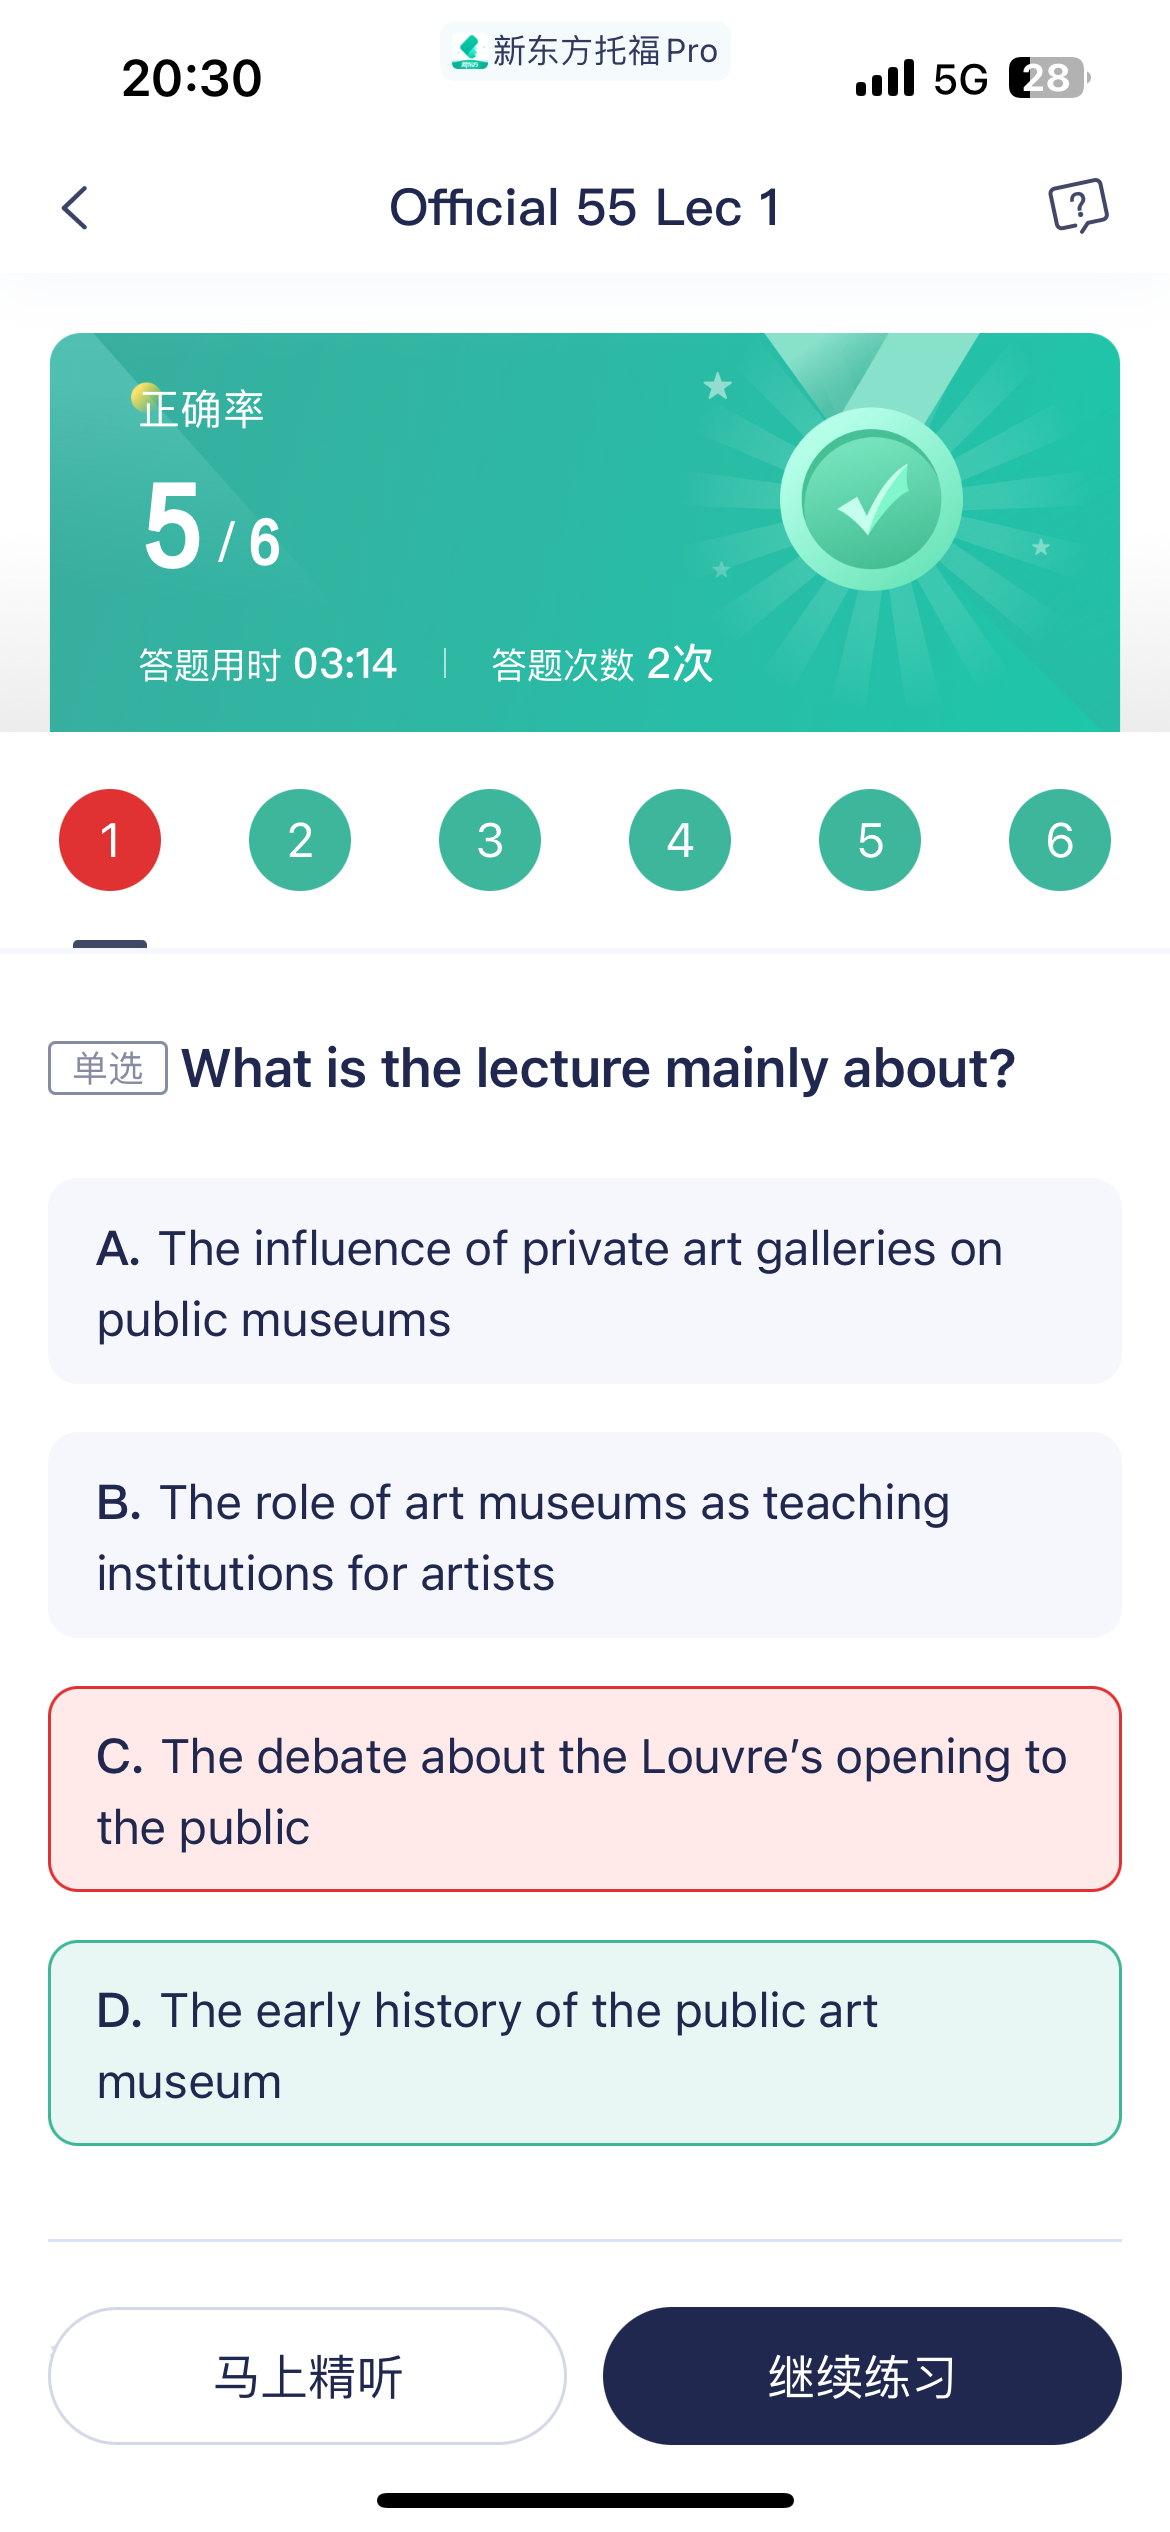 新东方托福Pro
20:30
5G 28
Official 55 Lec 1
?
正确率
5 / 6
答题用时 03:14 答题次数 2次
1 2 3 4 5 6
单选 What is the lecture mainly about?
A. The influence of private art galleries on
public museums
B. The role of art museums as teaching
institutions for artists
C. The debate about the Louvre’s opening to
the public
D. The early history of the public art
museum
马上精听 继续练习